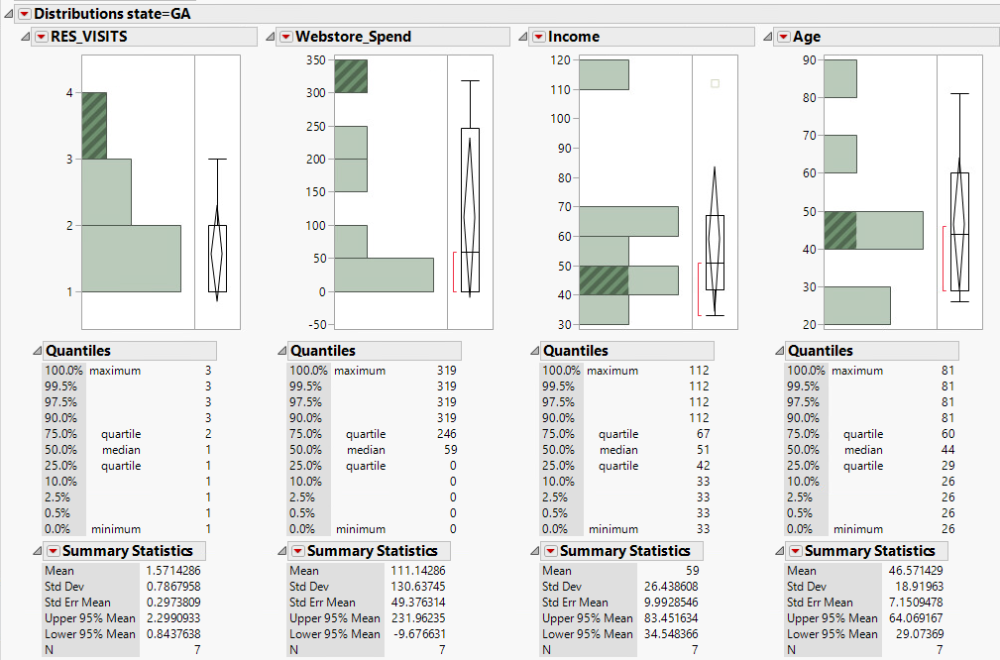 Distributions state=GA
RES_VISITS
4
3
2
1
Quantiles
100.0% maximum 3
99.5% 3
97.5% 3
90.0% 3
75.0% quartile 2
50.0% median 1
25.0% quartile 1
10.0% 1
2.5% 1
0.5% 1
0.0% minimum 1
Summary Statistics
Mean 1.5714286
Std Dev 0.7867958
Std Err Mean 0.2973809
Upper 95% Mean 2.2990933
Lower 95% Mean 0.8437638
N 7
Webstore_Spend
350
300
250
200
150
100
50
0
-50
Quantiles
100.0% maximum 319
99.5% 319
97.5% 319
90.0% 319
75.0% quartile 246
50.0% median 59
25.0% quartile 0
10.0% 0
2.5% 0
0.5% 0
0.0% minimum 0
Summary Statistics
Mean 111.14286
Std Dev 130.63745
Std Err Mean 49.376314
Upper 95% Mean 231.96235
Lower 95% Mean -9.676631
N 7
Income
120
110
100
90
80
70
60
50
40
30
Quantiles
100.0% maximum 112
99.5% 112
97.5% 112
90.0% 112
75.0% quartile 67
50.0% median 51
25.0% quartile 42
10.0% 33
2.5% 33
0.5% 33
0.0% minimum 33
Summary Statistics
Mean 59
Std Dev 26.438608
Std Err Mean 9.9928546
Upper 95% Mean 83.451634
Lower 95% Mean 34.548366
N 7
Age
90
80
70
60
50
40
30
20
Quantiles
100.0% maximum 81
99.5% 81
97.5% 81
90.0% 81
75.0% quartile 60
50.0% median 44
25.0% quartile 29
10.0% 26
2.5% 26
0.5% 26
0.0% minimum 26
Summary Statistics
Mean 46.571429
Std Dev 18.91963
Std Err Mean 7.1509478
Upper 95% Mean 64.069167
Lower 95% Mean 29.07369
N 7